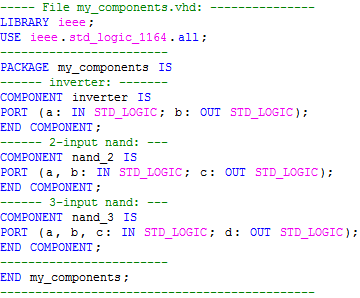 ----- File my_components.vhd: ---------------
LIBRARY ieee;
USE ieee.std_logic_1164.all;
------------------------
PACKAGE my_components IS
------ inverter: -------
COMPONENT inverter IS
PORT (a: IN STD_LOGIC; b: OUT STD_LOGIC);
END COMPONENT;
------ 2-input nand: ---
COMPONENT nand_2 IS
PORT (a, b: IN STD_LOGIC; c: OUT STD_LOGIC);
END COMPONENT;
------ 3-input nand: ---
COMPONENT nand_3 IS
PORT (a, b, c: IN STD_LOGIC; d: OUT STD_LOGIC);
END COMPONENT;
------------------------
END my_components;
---------------------------------------------